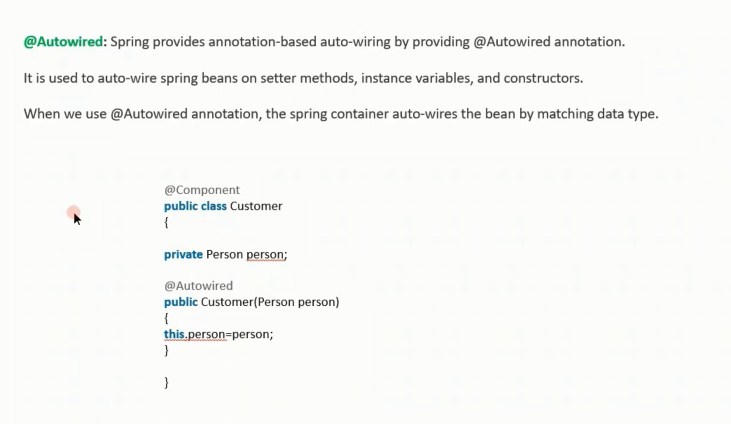 @Autowired: Spring provides annotation-based auto-wiring by providing @Autowired annotation.
It is used to auto-wire spring beans on setter methods, instance variables, and constructors.
When we use @Autowired annotation, the spring container auto-wires the bean by matching data type.
@Component
public class Customer
{
private Person person;
@Autowired
public Customer(Person person)
{
this.person=person;
}
}